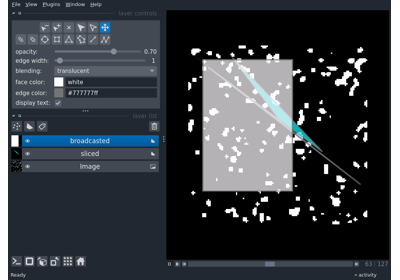 File View Plugins Window Help
layer controls
opacity: 0.70
edge width: 1
blending: translucent
face color: white
edge color: #777777ff
display text:
layer list
broadcasted
sliced
Image
63 127
Ready
activity